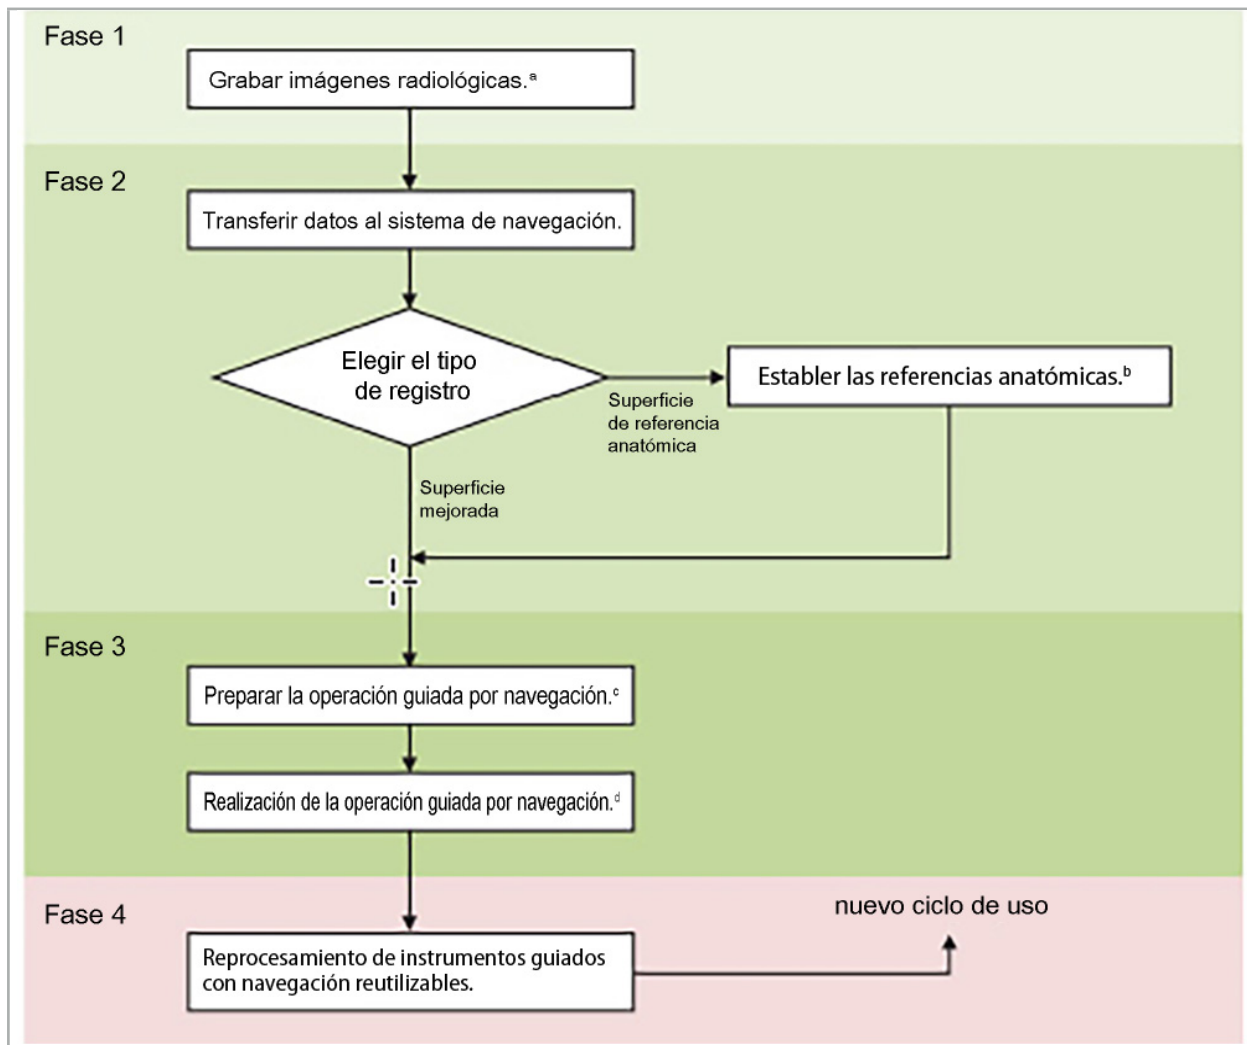 Fase 1
Grabar imágenes radiológicas.ᵃ
Fase 2
Transferir datos al sistema de navegación.
Elegir el tipo
de registro
Establer las referencias anatómicas.ᵇ
Superficie
de referencia
anatómica
Superficie
mejorada
Fase 3
Preparar la operación guiada por navegación.ᶜ
Realización de la operación guiada por navegación.ᵈ
Fase 4
nuevo ciclo de uso
Reprocesamiento de instrumentos guiados
con navegación reutilizables.